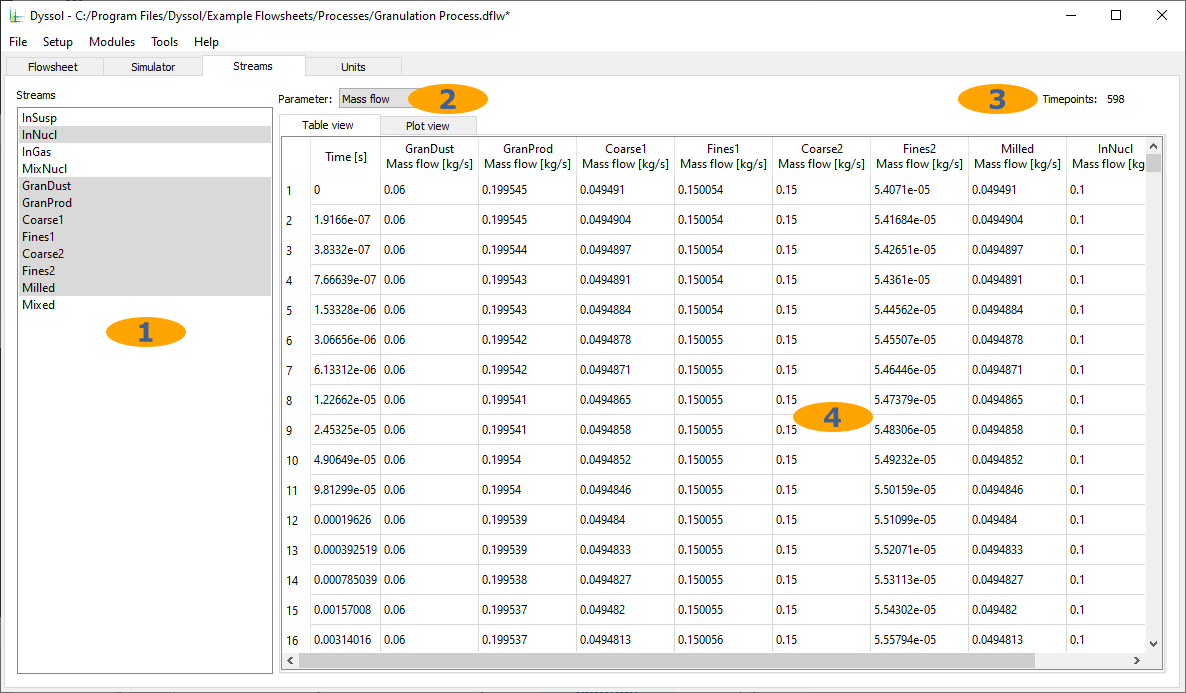 Dyssol - C:/Program Files/Dyssol/Example Flowsheets/Processes/Granulation Process.dflw*
File Setup Modules Tools Help
Flowsheet Simulator Streams Units
Streams
InSusp
InNucl
InGas
MixNucl
GranDust
GranProd
Coarse1
Fines1
Coarse2
Fines2
Milled
Mixed
1
Parameter: Mass flow 2 3 Timepoints: 598
Table view Plot view
Time [s] GranDust Mass flow [kg/s] GranProd Mass flow [kg/s] Coarse1 Mass flow [kg/s] Fines1 Mass flow [kg/s] Coarse2 Mass flow [kg/s] Fines2 Mass flow [kg/s] Milled Mass flow [kg/s] InNucl Mass flow [kg
1 0 0.06 0.199545 0.049491 0.150054 0.15 5.4071e-05 0.049491 0.1
2 1.9166e-07 0.06 0.199545 0.0494904 0.150054 0.15 5.41684e-05 0.0494904 0.1
3 3.8332e-07 0.06 0.199544 0.0494897 0.150054 0.15 5.42651e-05 0.0494897 0.1
4 7.66639e-07 0.06 0.199543 0.0494891 0.150054 0.15 5.4361e-05 0.0494891 0.1
5 1.53328e-06 0.06 0.199543 0.0494884 0.150054 0.15 5.44562e-05 0.0494884 0.1
6 3.06656e-06 0.06 0.199542 0.0494878 0.150055 0.15 5.45507e-05 0.0494878 0.1
7 6.13312e-06 0.06 0.199542 0.0494871 0.150055 0.15 5.46446e-05 0.0494871 0.1
8 1.22662e-05 0.06 0.199541 0.0494865 0.150055 0.15 5.47379e-05 0.0494865 0.1
4
9 2.45325e-05 0.06 0.199541 0.0494858 0.150055 0.15 5.48306e-05 0.0494858 0.1
10 4.90649e-05 0.06 0.19954 0.0494852 0.150055 0.15 5.49232e-05 0.0494852 0.1
11 9.81299e-05 0.06 0.19954 0.0494846 0.150055 0.15 5.50159e-05 0.0494846 0.1
12 0.00019626 0.06 0.199539 0.049484 0.150055 0.15 5.51099e-05 0.049484 0.1
13 0.000392519 0.06 0.199539 0.0494833 0.150055 0.15 5.52071e-05 0.0494833 0.1
14 0.000785039 0.06 0.199538 0.0494827 0.150055 0.15 5.53113e-05 0.0494827 0.1
15 0.00157008 0.06 0.199537 0.049482 0.150055 0.15 5.54302e-05 0.049482 0.1
16 0.00314016 0.06 0.199537 0.0494813 0.150056 0.15 5.55794e-05 0.0494813 0.1